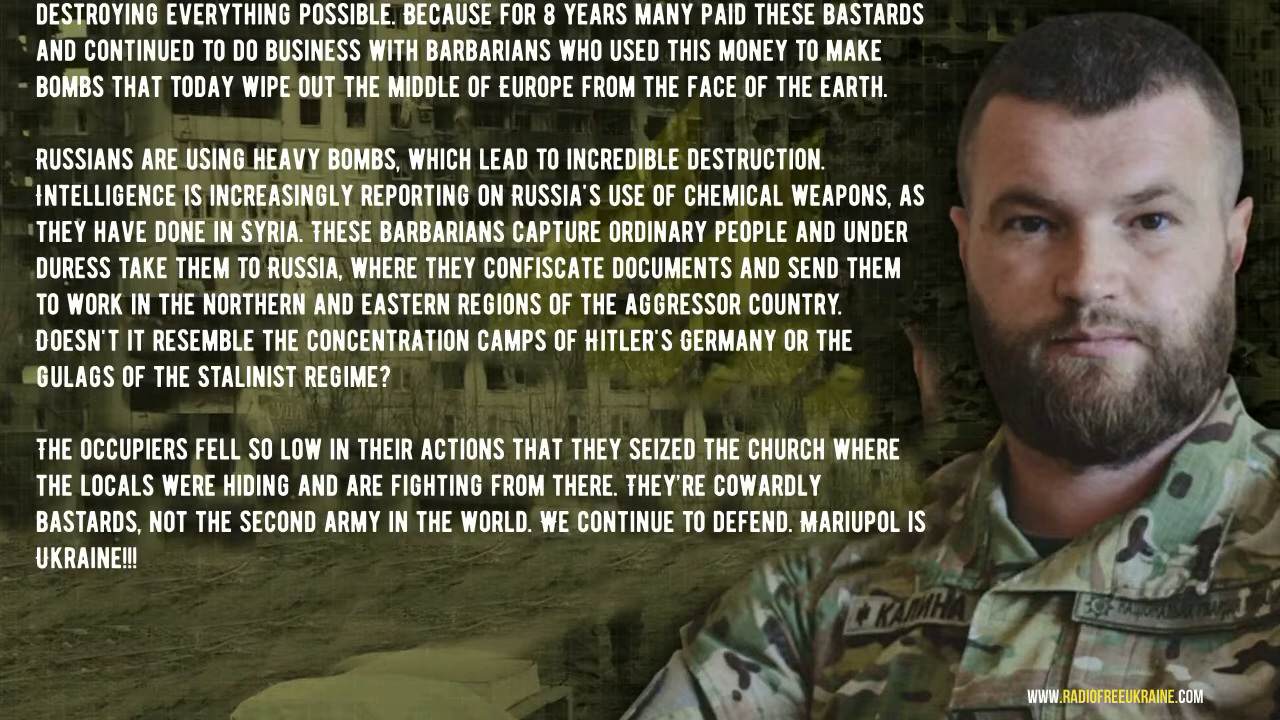 DESTROYING EVERYTHING POSSIBLE. BECAUSE FOR 8 YEARS MANY PAID THESE BASTARDS
AND CONTINUED TO DO BUSINESS WITH BARBARIANS WHO USED THIS MONEY TO MAKE
BOMBS THAT TODAY WIPE OUT THE MIDDLE OF EUROPE FROM THE FACE OF THE EARTH.
RUSSIANS ARE USING HEAVY BOMBS, WHICH LEAD TO INCREDIBLE DESTRUCTION.
INTELLIGENCE IS INCREASINGLY REPORTING ON RUSSIA'S USE OF CHEMICAL WEAPONS, AS
THEY HAVE DONE IN SYRIA. THESE BARBARIANS CAPTURE ORDINARY PEOPLE AND UNDER
DURESS TAKE THEM TO RUSSIA, WHERE THEY CONFISCATE DOCUMENTS AND SEND THEM
TO WORK IN THE NORTHERN AND EASTERN REGIONS OF THE AGGRESSOR COUNTRY.
DOESN'T IT RESEMBLE THE CONCENTRATION CAMPS OF HITLER'S GERMANY OR THE
GULAGS OF THE STALINIST REGIME?
THE OCCUPIERS FELL SO LOW IN THEIR ACTIONS THAT THEY SEIZED THE CHURCH WHERE
THE LOCALS WERE HIDING AND ARE FIGHTING FROM THERE. THEY'RE COWARDLY
BASTARDS, NOT THE SECOND ARMY IN THE WORLD. WE CONTINUE TO DEFEND. MARIUPOL IS
UKRAINE!!!
КАЛИНА
WWW.RADIOFREEUKRAINE.COM